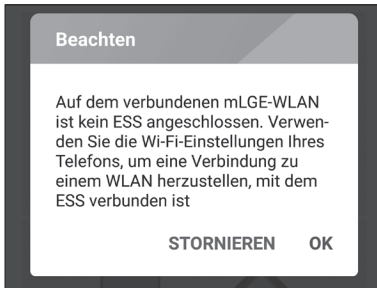 Beachten
Auf dem verbundenen mLGE-WLAN
ist kein ESS angeschlossen. Verwen-
den Sie die Wi-Fi-Einstellungen Ihres
Telefons, um eine Verbindung zu
einem WLAN herzustellen, mit dem
ESS verbunden ist
STORNIEREN OK